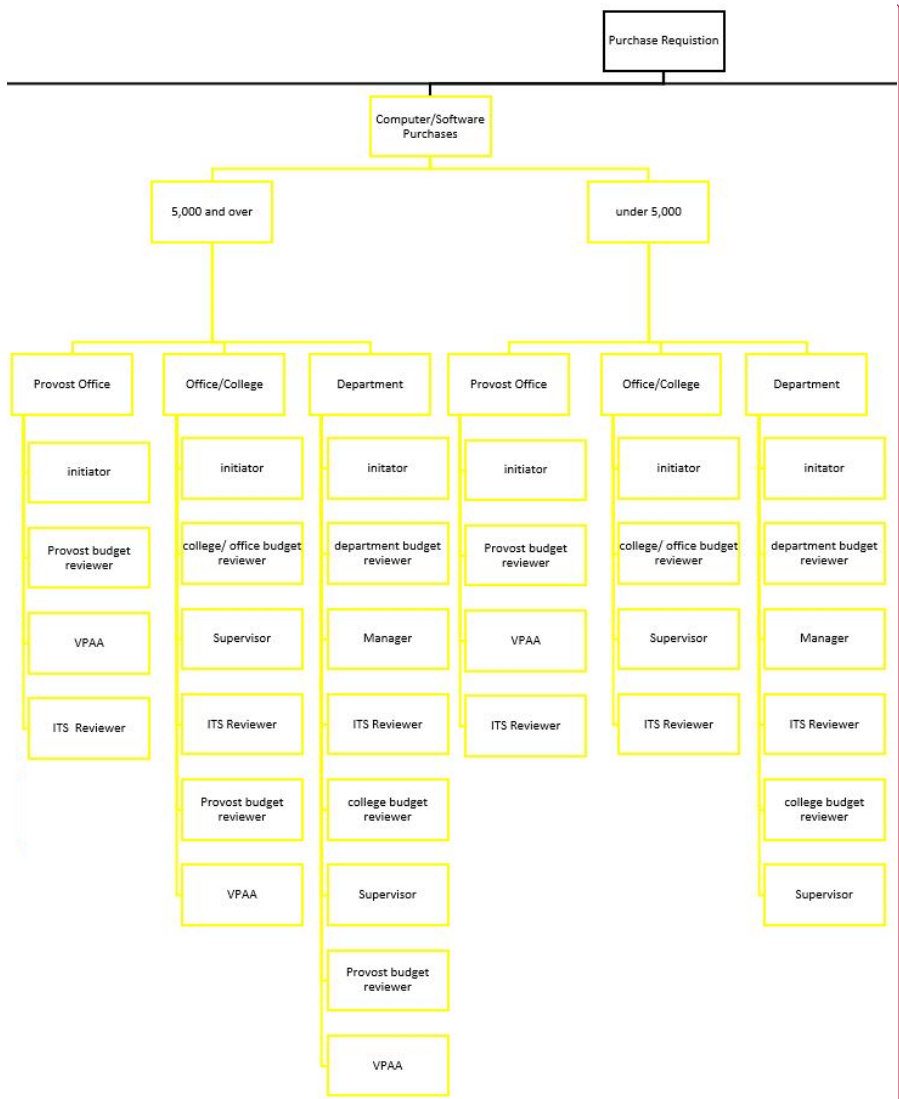 Purchase Requistion
Computer/Software
Purchases
5,000 and over
under 5,000
Provost Office
Office/College
Department
Provost Office
Office/College
Department
initiator
initiator
initator
initiator
initiator
initator
Provost budget
reviewer
college/ office budget
reviewer
department budget
reviewer
Provost budget
reviewer
college/ office budget
reviewer
department budget
reviewer
VPAA
Supervisor
Manager
VPAA
Supervisor
Manager
ITS  Reviewer
ITS Reviewer
ITS Reviewer
ITS Reviewer
ITS Reviewer
ITS Reviewer
Provost budget
reviewer
college budget
reviewer
college budget
reviewer
VPAA
Supervisor
Supervisor
Provost budget
reviewer
VPAA